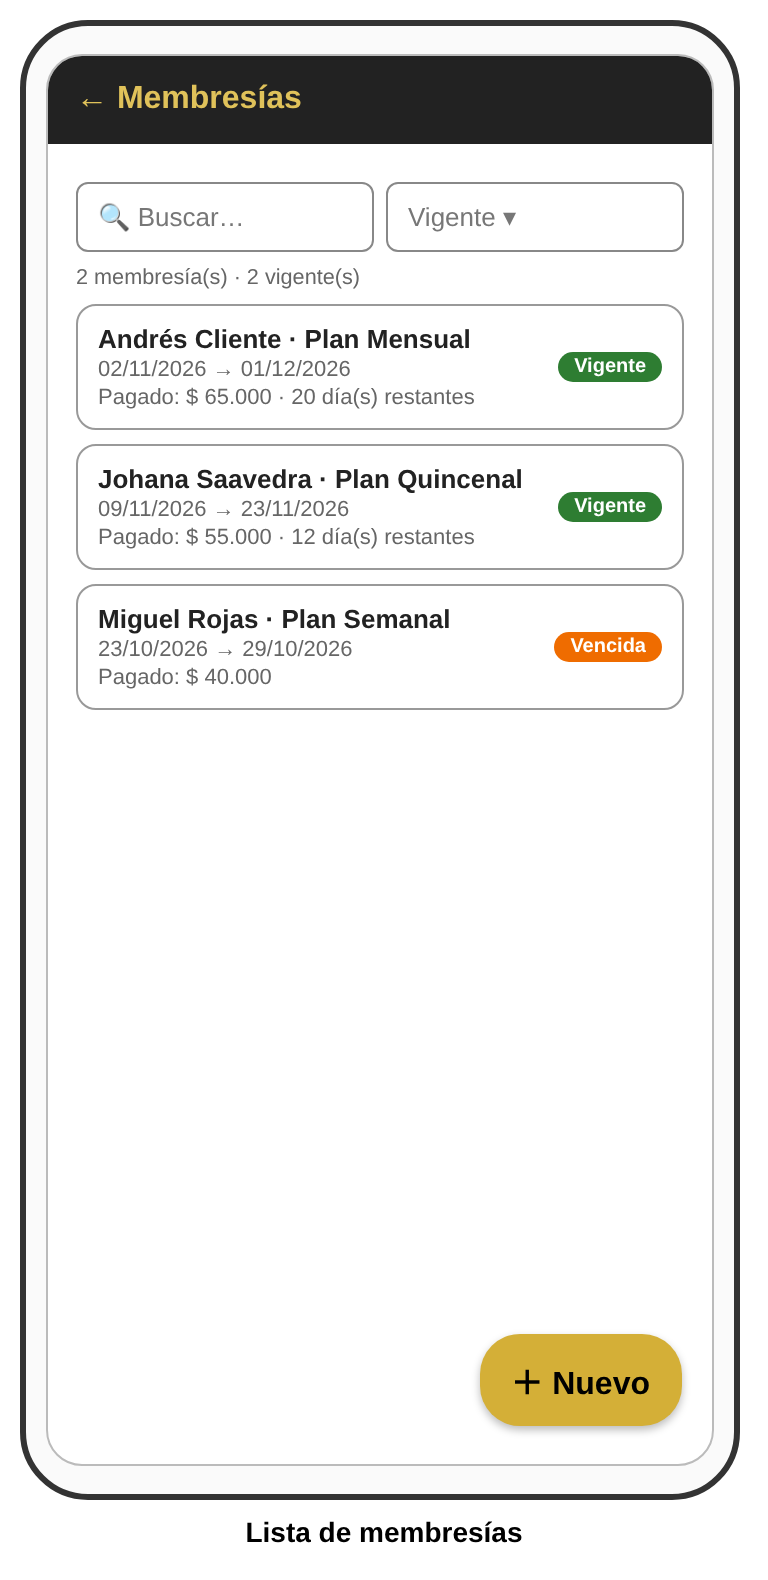 ← Membresías
🔍 Buscar…
Vigente ▾
2 membresía(s) · 2 vigente(s)
Andrés Cliente · Plan Mensual
02/11/2026 → 01/12/2026
Pagado: $ 65.000 · 20 día(s) restantes
Vigente
Johana Saavedra · Plan Quincenal
09/11/2026 → 23/11/2026
Pagado: $ 55.000 · 12 día(s) restantes
Vigente
Miguel Rojas · Plan Semanal
23/10/2026 → 29/10/2026
Pagado: $ 40.000
Vencida
+ Nuevo
Lista de membresías